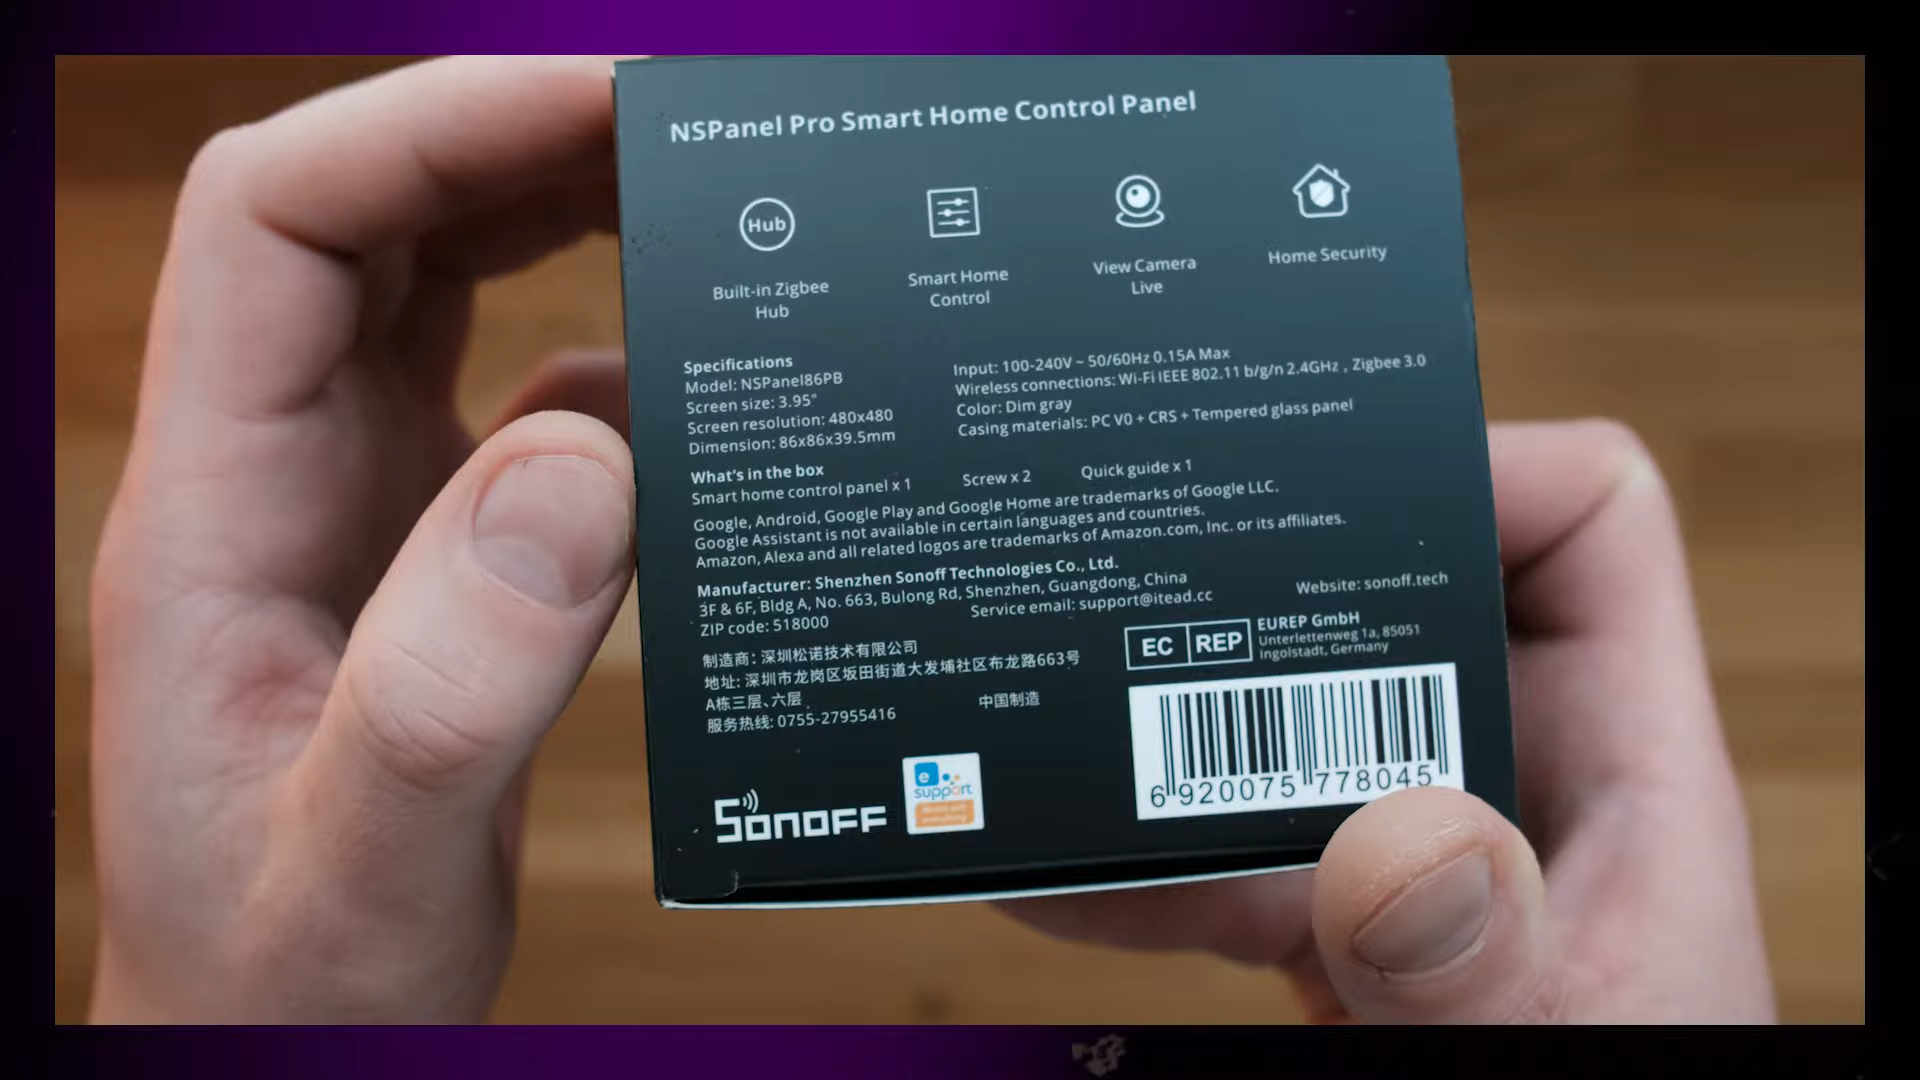 NSPanel Pro Smart Home Control Panel
Hub
Built-in Zigbee
Hub
Smart Home
Control
View Camera
Live
Home Security
Specifications
Model: NSPanel86PB
Screen size: 3.95"
Screen resolution: 480x480
Dimension: 86x86x39.5mm
Input: 100-240V ~ 50/60Hz 0.15A Max
Wireless connections: Wi-Fi IEEE 802.11 b/g/n 2.4GHz , Zigbee 3.0
Color: Dim gray
Casing materials: PC V0 + CRS + Tempered glass panel
What's in the box
Smart home control panel x 1 Screw x 2 Quick guide x 1
Google, Android, Google Play and Google Home are trademarks of Google LLC.
Google Assistant is not available in certain languages and countries.
Amazon, Alexa and all related logos are trademarks of Amazon.com, Inc. or its affiliates.
Manufacturer: Shenzhen Sonoff Technologies Co., Ltd.
3F & 6F, Bldg A, No. 663, Bulong Rd, Shenzhen, Guangdong, China
ZIP code: 518000 Service email: support@itead.cc Website: sonoff.tech
制造商: 深圳松诺技术有限公司
地址: 深圳市龙岗区坂田街道大发埔社区布龙路663号
A栋三层、六层
服务热线: 0755-27955416 中国制造
EC REP
EUREP GmbH
Unterlettenweg 1a, 85051
Ingolstadt, Germany
6 920075 778045
SONOFF
e
support